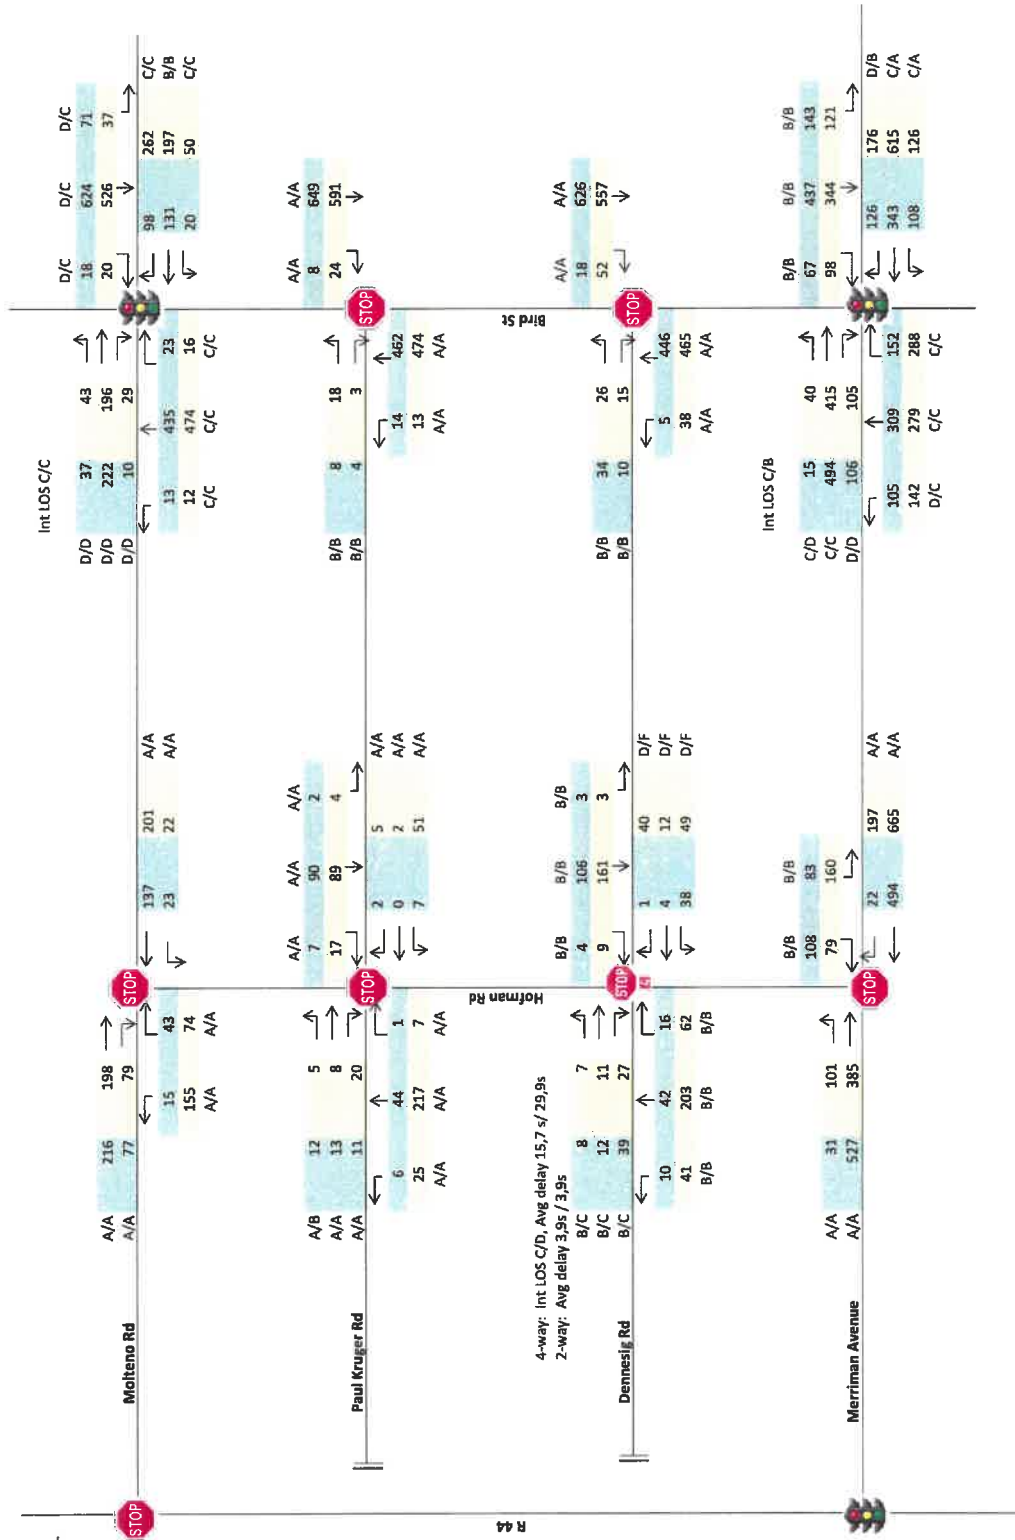 Molteno Rd
STOP
A/A 216 198
A/A 77 79
STOP
137 201 A/A
23 22 A/A
15 43
155 74
A/A A/A
Int LOS C/C
D/C D/C D/C
18 624 71
20 526 37
D/D 37 43
D/D 222 196
D/D 10 29
98 262 C/C
131 197 B/B
20 50 C/C
13 435 23
12 474 16
C/C C/C C/C
Paul Kruger Rd
A/A A/A A/A
7 90 2
17 89 4
A/B 12 5
A/A 13 8
A/A 11 20
STOP
2 5 A/A
0 2 A/A
7 51 A/A
6 44 1
25 217 7
A/A A/A A/A
A/A A/A
8 649
24 591
B/B 8 18
B/B 4 3
STOP
14 462
13 474
A/A A/A
R 44
Hofman Rd
Bird St
4-way: Int LOS C/D, Avg delay 15,7 s/ 29,9s
2-way: Avg delay 3,9s / 3,9s
Dennesig Rd
B/B B/B B/B
4 106 3
9 161 3
B/C 8 7
B/C 12 11
B/C 39 27
STOP
1 40 D/F
4 12 D/F
38 49 D/F
10 42 16
41 203 62
B/B B/B B/B
A/A A/A
18 626
52 557
B/B 34 26
B/B 10 15
STOP
5 446
38 465
A/A A/A
Merriman Avenue
B/B B/B
108 83
79 160
A/A 31 101
A/A 527 385
STOP
22 197 A/A
494 665 A/A
Int LOS C/B
B/B B/B B/B
67 437 143
98 344 121
C/D 15 40
C/C 494 415
D/D 106 105
126 176 D/B
343 615 C/A
108 126 C/A
105 309 152
142 279 288
D/C C/C C/C